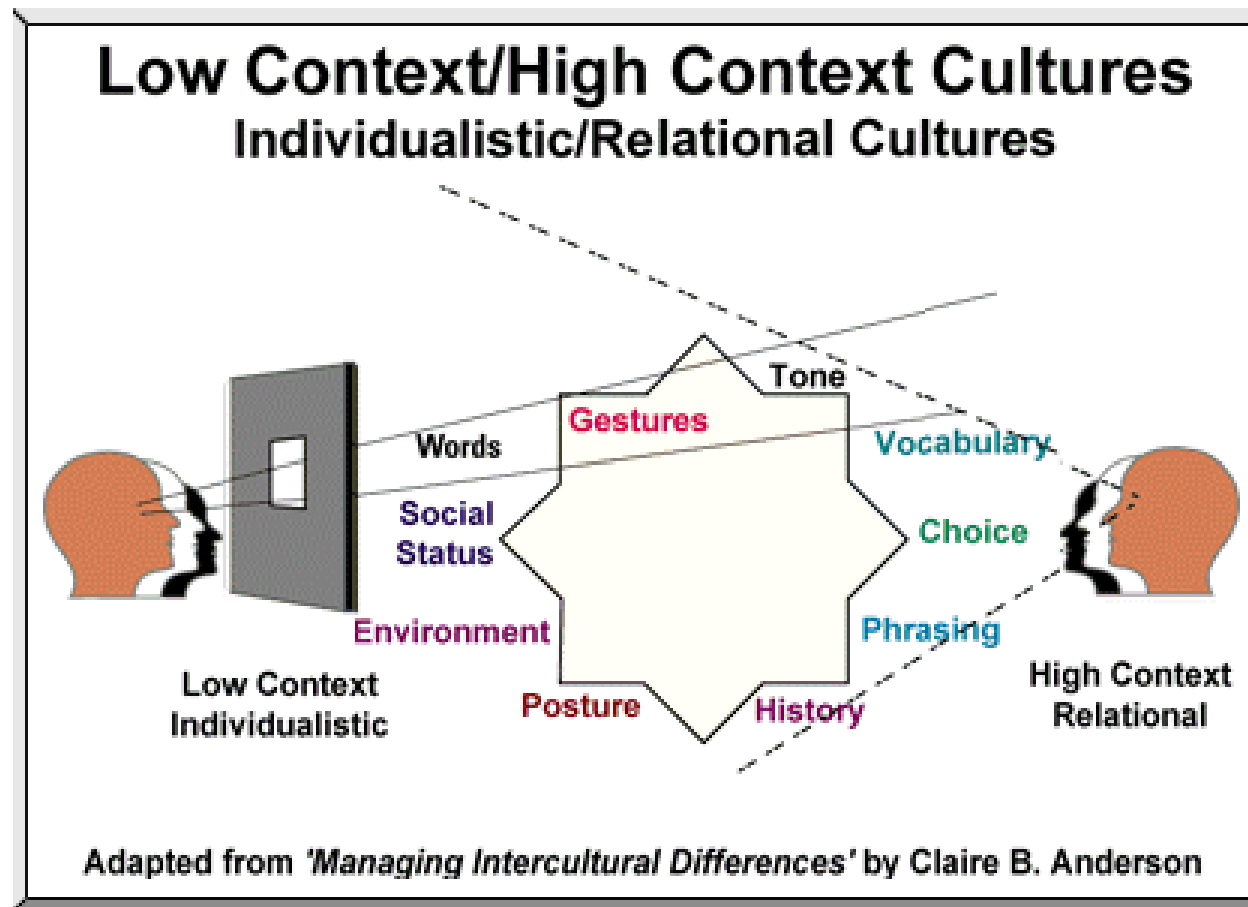 Low Context/High Context Cultures
Individualistic/Relational Cultures
Tone
Gestures
Words
Vocabulary
Social
Status
Choice
Environment
Phrasing
Posture
History
Low Context
Individualistic
High Context
Relational
Adapted from 'Managing Intercultural Differences' by Claire B. Anderson